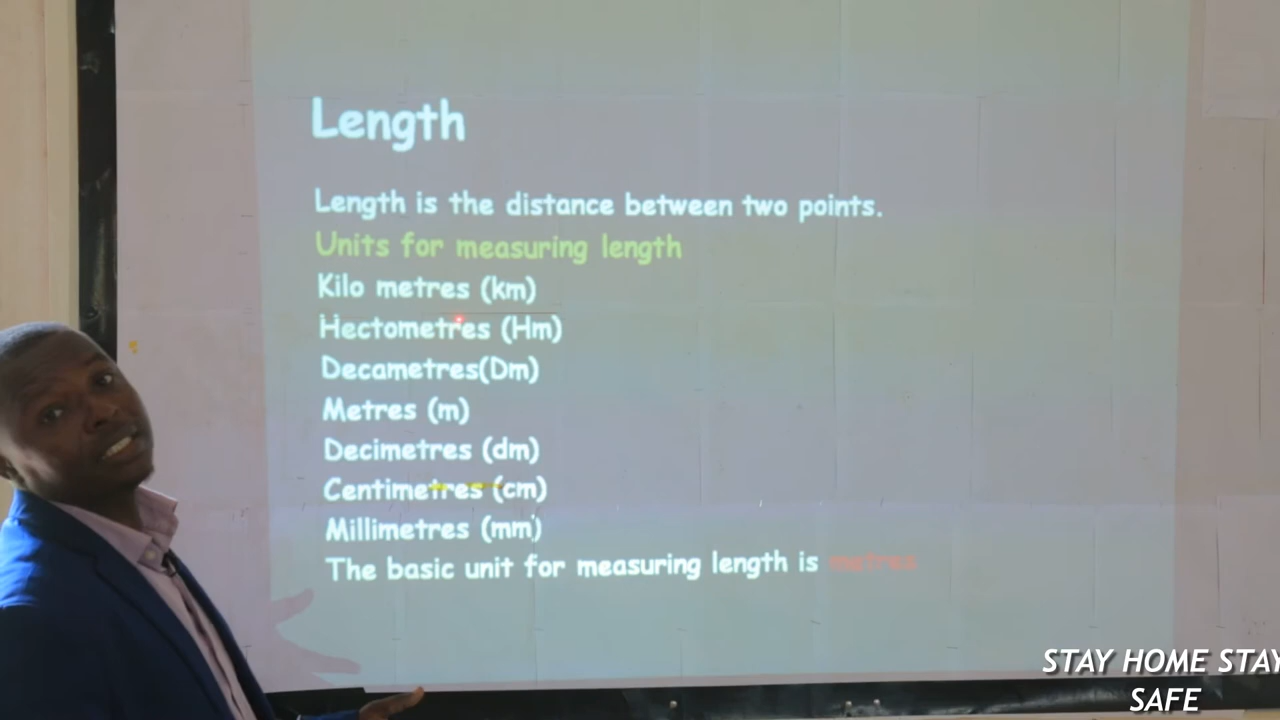 Length
Length is the distance between two points.
Units for measuring length
Kilo metres (km)
Hectometres (Hm)
Decametres(Dm)
Metres (m)
Decimetres (dm)
Centimetres (cm)
Millimetres (mm)
The basic unit for measuring length is metres
STAY HOME STAY
SAFE